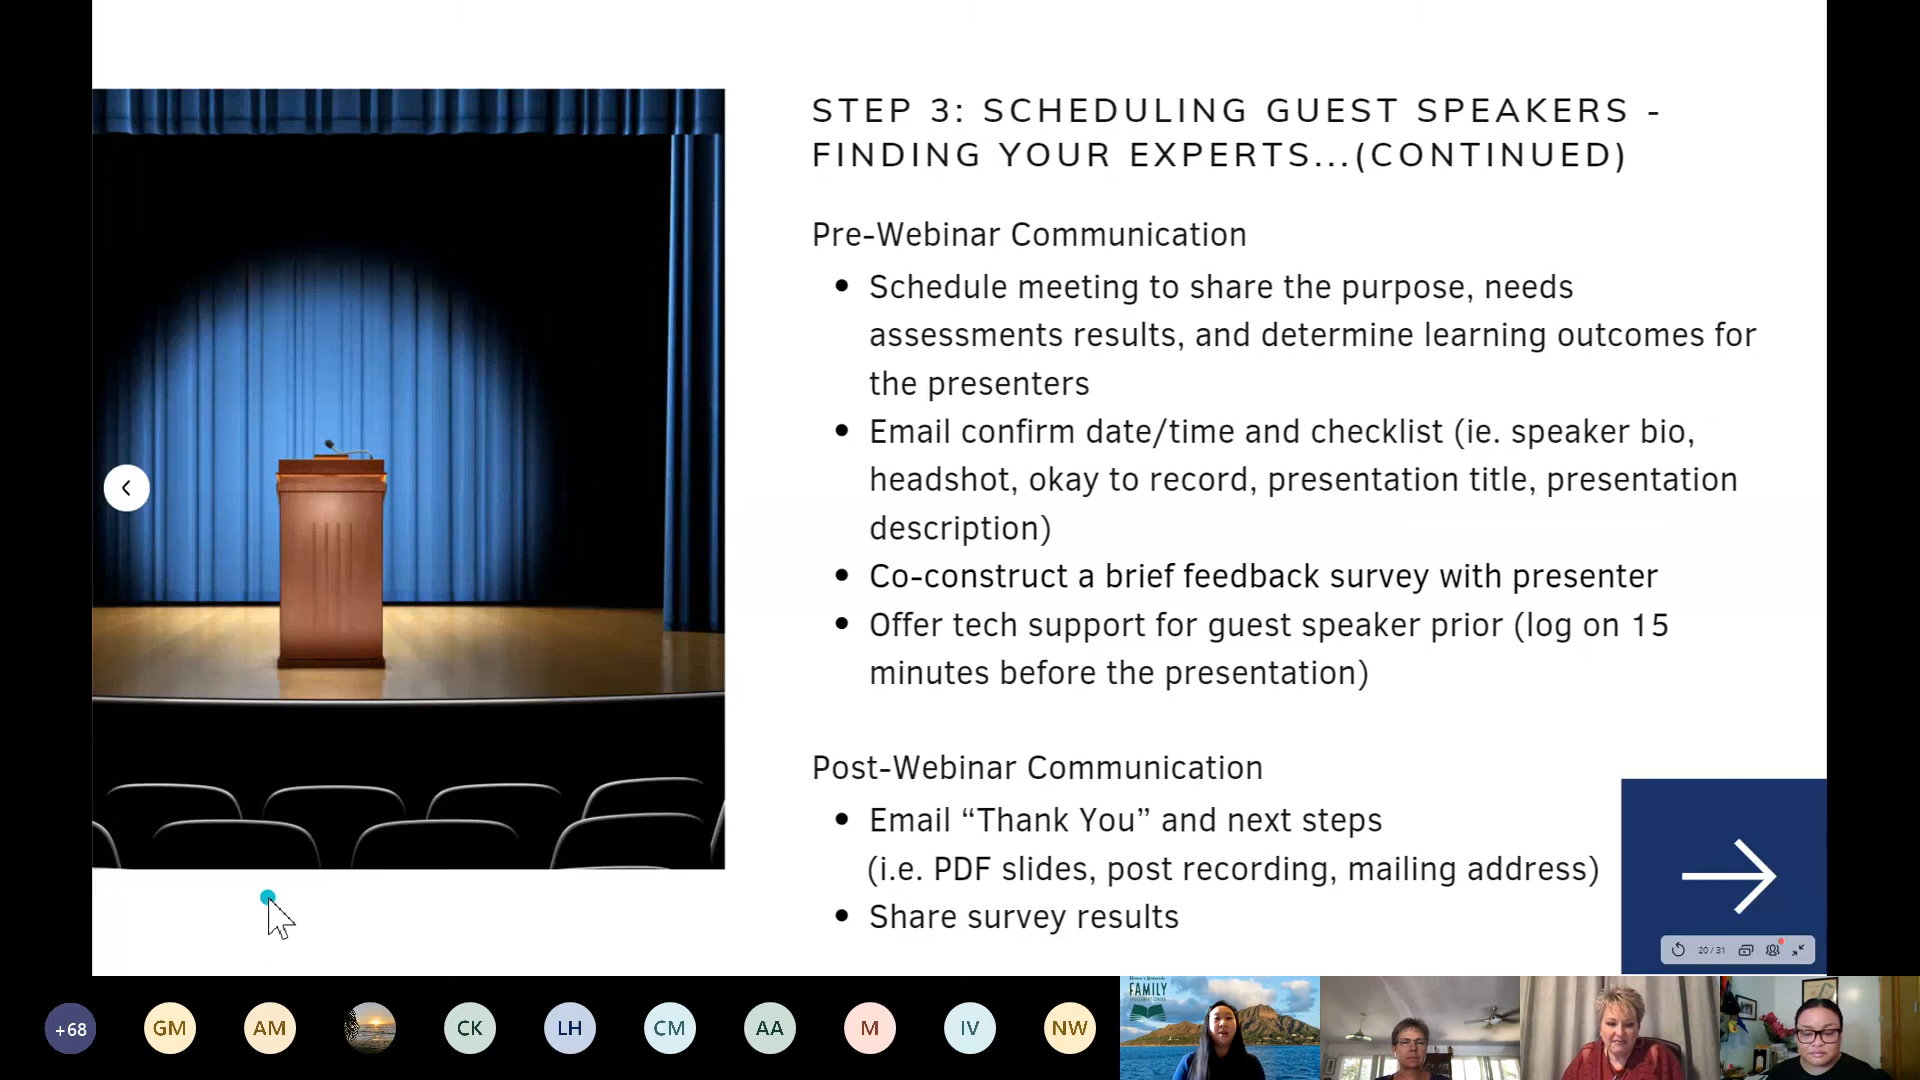 STEP 3: SCHEDULING GUEST SPEAKERS -
FINDING YOUR EXPERTS...(CONTINUED)
Pre-Webinar Communication
• Schedule meeting to share the purpose, needs
assessments results, and determine learning outcomes for
the presenters
• Email confirm date/time and checklist (ie. speaker bio,
headshot, okay to record, presentation title, presentation
description)
• Co-construct a brief feedback survey with presenter
• Offer tech support for guest speaker prior (log on 15
minutes before the presentation)
Post-Webinar Communication
• Email “Thank You” and next steps
(i.e. PDF slides, post recording, mailing address)
• Share survey results
20 / 31
+68
GM
AM
CK
LH
CM
AA
M
IV
NW
FAMILY